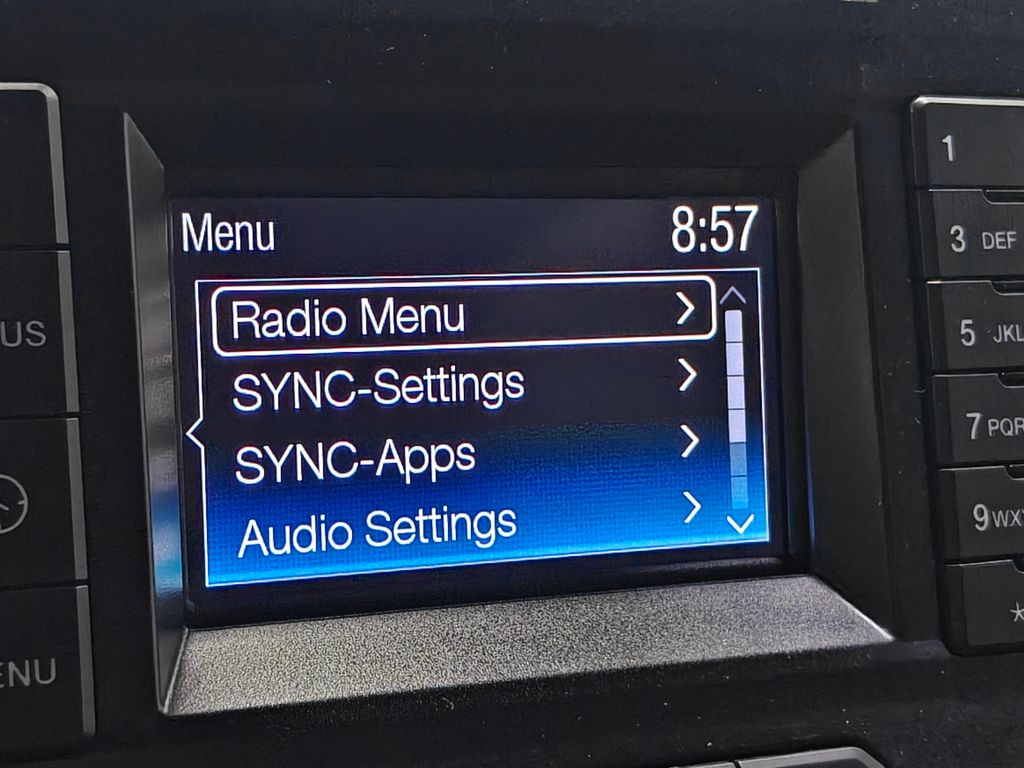 Menu 8:57
Radio Menu
SYNC-Settings
SYNC-Apps
Audio Settings
US
ENU
1
3 DEF
5 JKL
7 PQR
9 WX
*